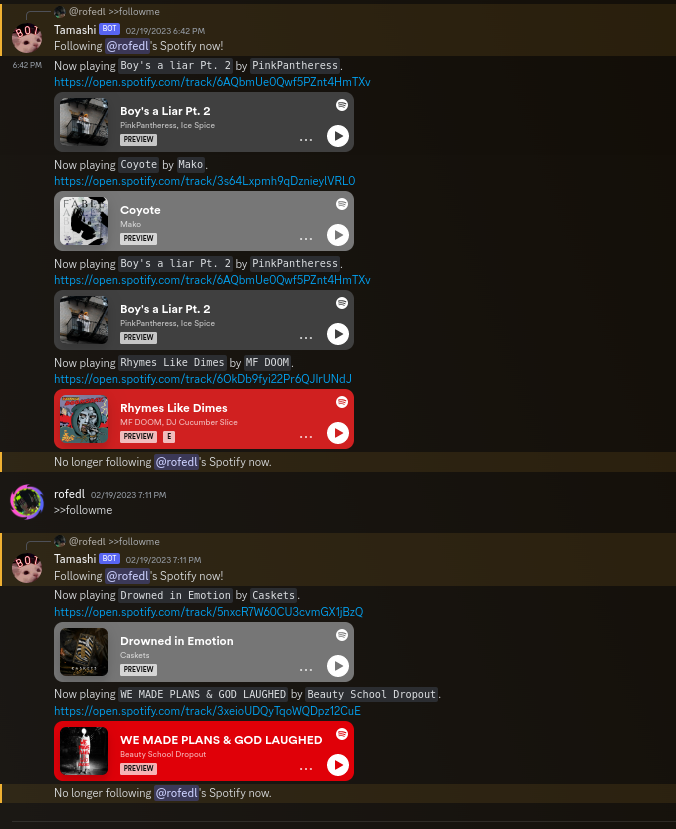 @rofedl >>followme
Tamashi BOT 02/19/2023 6:42 PM
Following @rofedl's Spotify now!
6:42 PM Now playing Boy's a liar Pt. 2 by PinkPantheress.
https://open.spotify.com/track/6AQbmUe0Qwf5PZnt4HmTXv
Boy's a Liar Pt. 2
PinkPantheress, Ice Spice
PREVIEW
Now playing Coyote by Mako.
https://open.spotify.com/track/3s64Lxpmh9qDznieylVRL0
FABLE
Coyote
Mako
PREVIEW
Now playing Boy's a liar Pt. 2 by PinkPantheress.
https://open.spotify.com/track/6AQbmUe0Qwf5PZnt4HmTXv
Boy's a Liar Pt. 2
PinkPantheress, Ice Spice
PREVIEW
Now playing Rhymes Like Dimes by MF DOOM.
https://open.spotify.com/track/6OkDb9fyi22Pr6QJlrUNdJ
Rhymes Like Dimes
MF DOOM, DJ Cucumber Slice
PREVIEW E
No longer following @rofedl's Spotify now.
rofedl 02/19/2023 7:11 PM
>>followme
@rofedl >>followme
Tamashi BOT 02/19/2023 7:11 PM
Following @rofedl's Spotify now!
Now playing Drowned in Emotion by Caskets.
https://open.spotify.com/track/5nxcR7W60CU3cvmGX1jBzQ
CASKETS
Drowned in Emotion
Caskets
PREVIEW
Now playing WE MADE PLANS & GOD LAUGHED by Beauty School Dropout.
https://open.spotify.com/track/3xeioUDQyTqoWQDpz12CuE
WE MADE PLANS & GOD LAUGHED
Beauty School Dropout
PREVIEW
No longer following @rofedl's Spotify now.